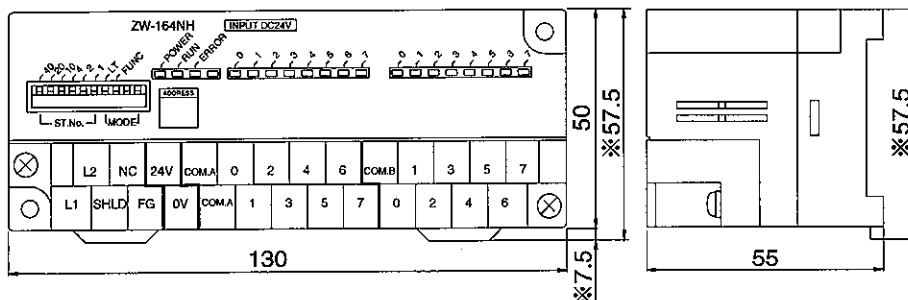 ZW-164NH INPUT DC24V
POWER RUN ERROR 0 1 2 3 4 5 6 7 0 1 2 3 4 5 3 7
40 20 10 4 2 1 LT FUNC
ADDRESS
ST.No. MODE
L2 NC 24V COM.A 0 2 4 6 COM.B 1 3 5 7
L1 SHLD FG 0V COM.A 1 3 5 7 0 2 4 6
130
50
※57.5
※7.5
55
※57.5